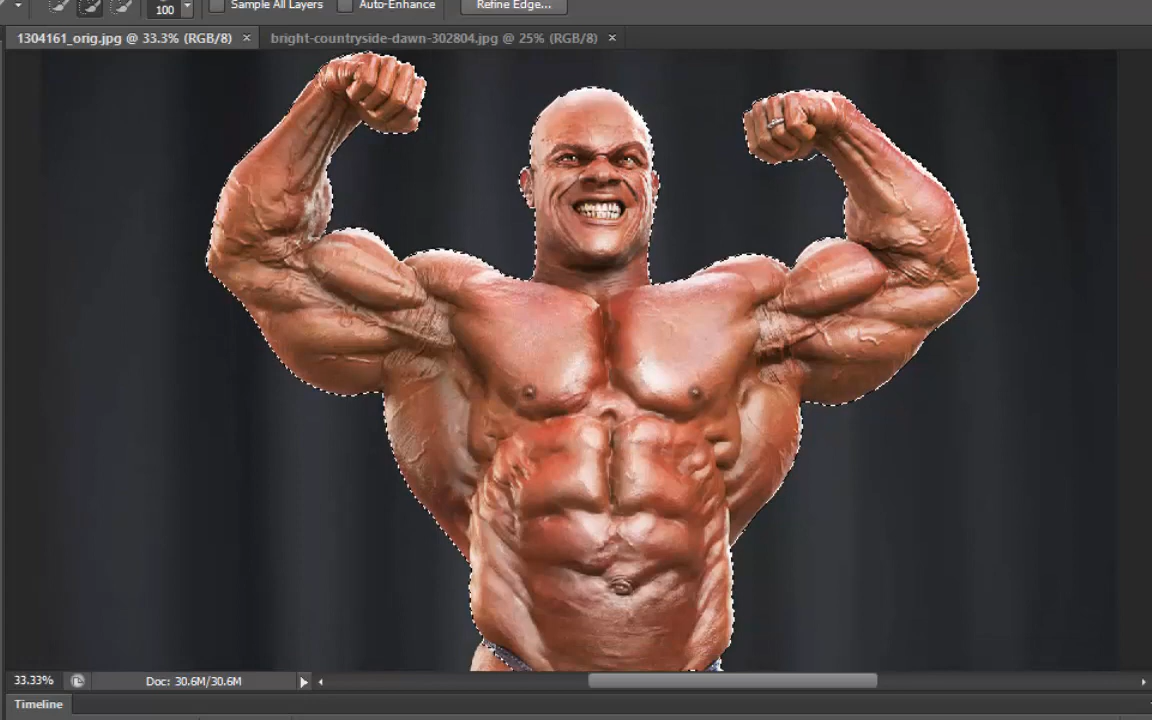 100 Sample All Layers Auto-Enhance Refine Edge...
1304161_orig.jpg @ 33.3% (RGB/8) × bright-countryside-dawn-302804.jpg @ 25% (RGB/8) ×
33.33% Doc: 30.6M/30.6M
Timeline